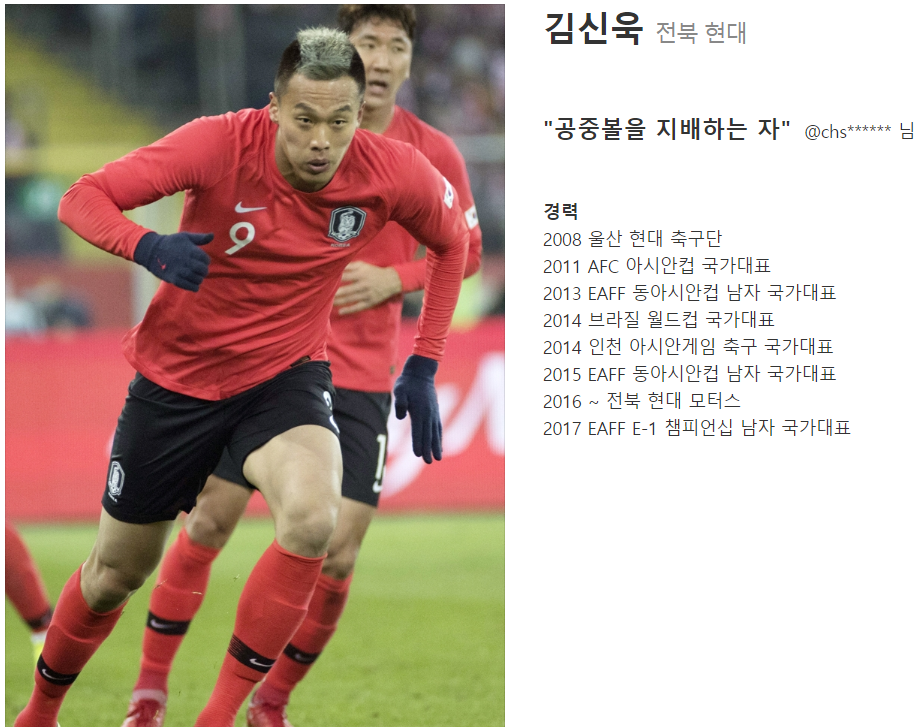 김신욱 전북 현대
"공중볼을 지배하는 자" @chs****** 님
경력
2008 울산 현대 축구단
2011 AFC 아시안컵 국가대표
2013 EAFF 동아시안컵 남자 국가대표
2014 브라질 월드컵 국가대표
2014 인천 아시안게임 축구 국가대표
2015 EAFF 동아시안컵 남자 국가대표
2016 ~ 전북 현대 모터스
2017 EAFF E-1 챔피언십 남자 국가대표
9
KOREA